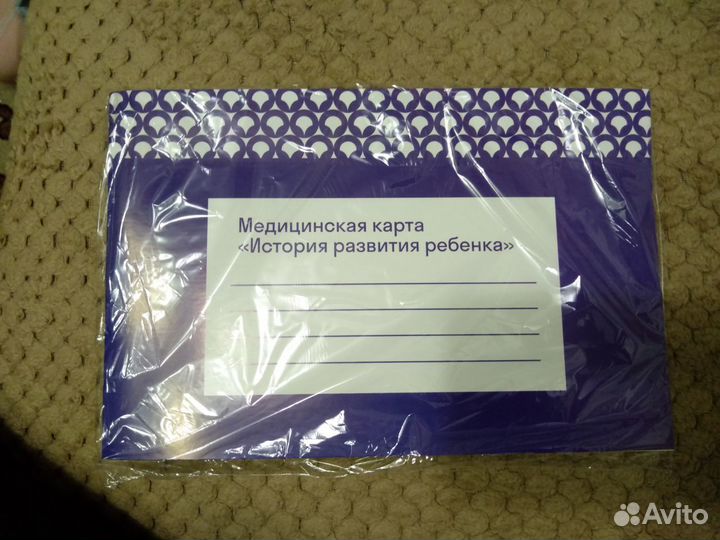 Медицинская карта
«История развития ребенка»
Avito